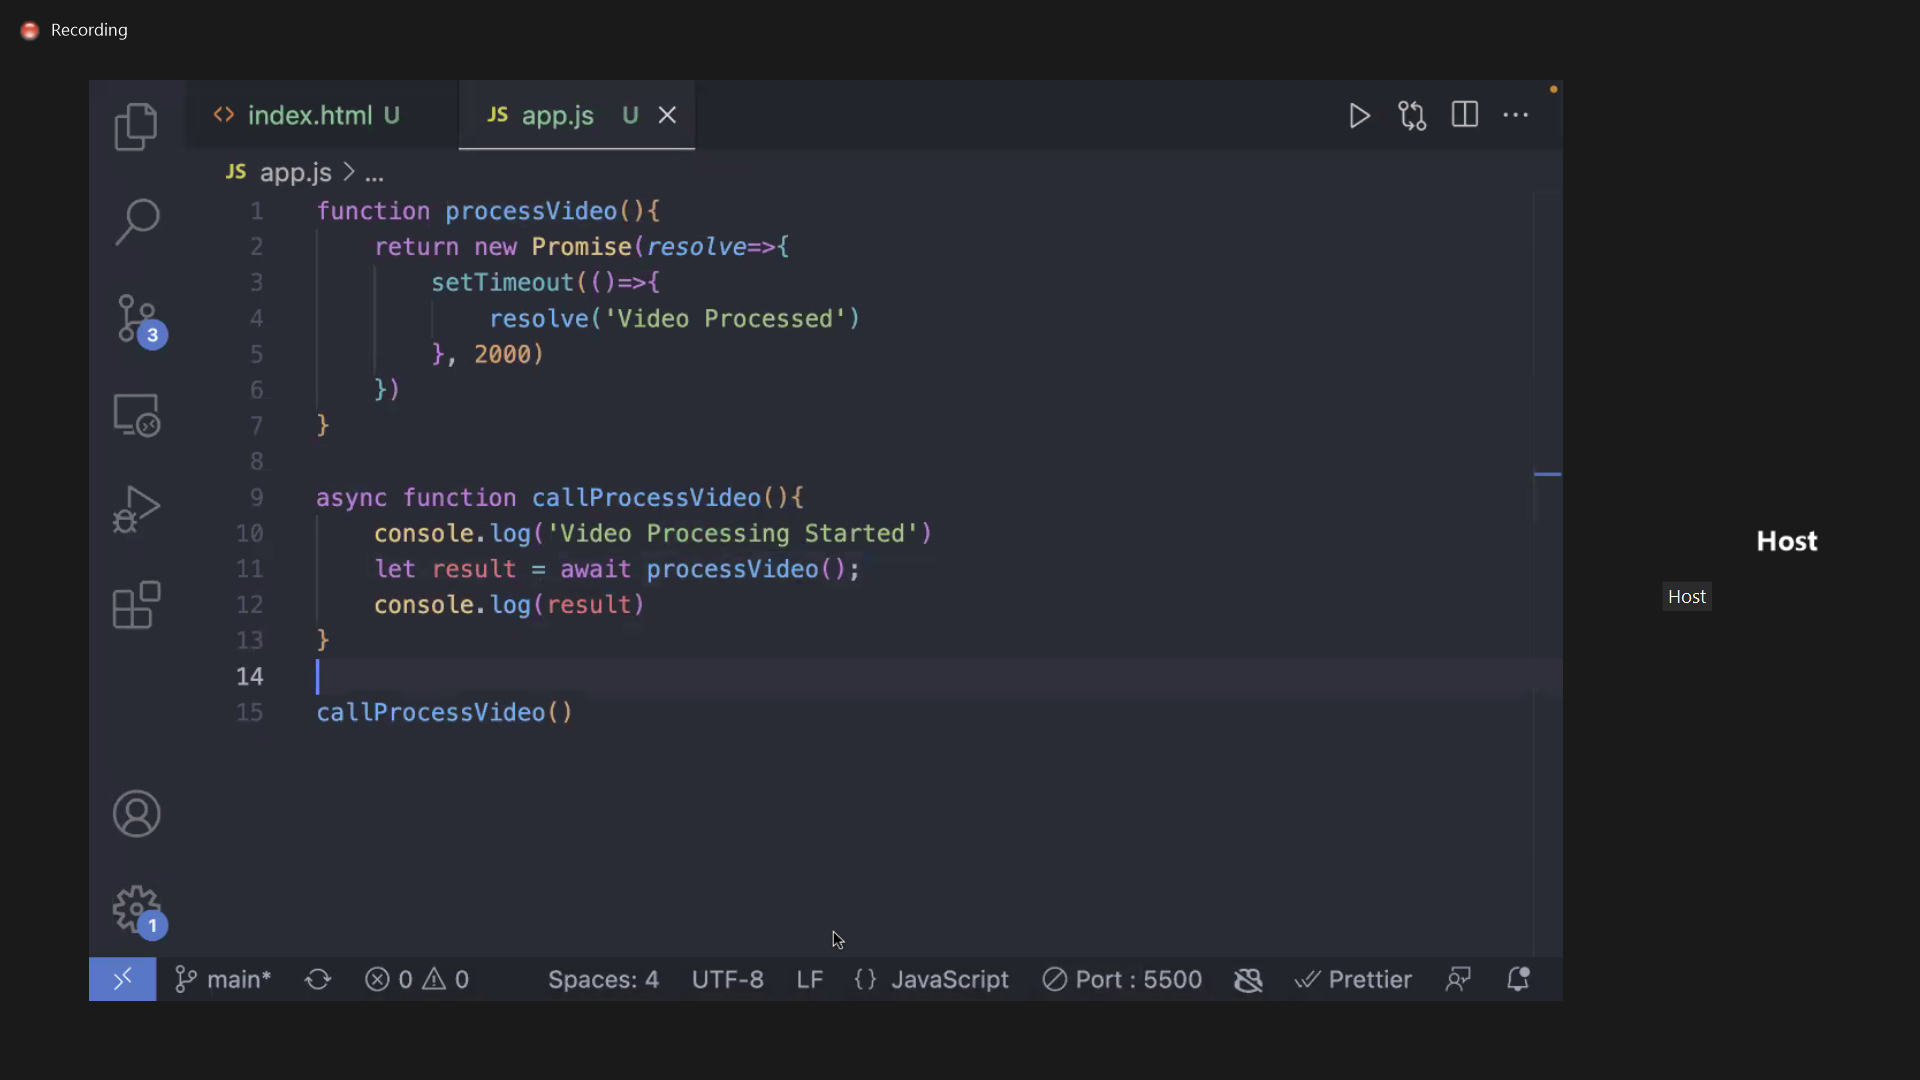 Recording
<> index.html U
JS app.js U
JS app.js > ...
1 function processVideo(){
2     return new Promise(resolve=>{
3         setTimeout(()=>{
4             resolve('Video Processed')
5         }, 2000)
6     })
7 }
8
9 async function callProcessVideo(){
10     console.log('Video Processing Started')
11     let result = await processVideo();
12     console.log(result)
13 }
14
15 callProcessVideo()
3
1
main* 0 0 Spaces: 4 UTF-8 LF {} JavaScript Port : 5500 Prettier
Host
Host